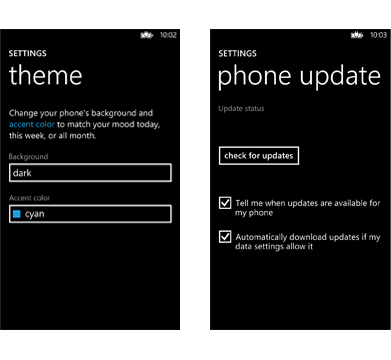 10:02
SETTINGS
theme
Change your phone's background and
accent color to match your mood today,
this week, or all month.
Background
dark
Accent color
cyan
10:03
SETTINGS
phone update
Update status
check for updates
Tell me when updates are available for
my phone
Automatically download updates if my
data settings allow it